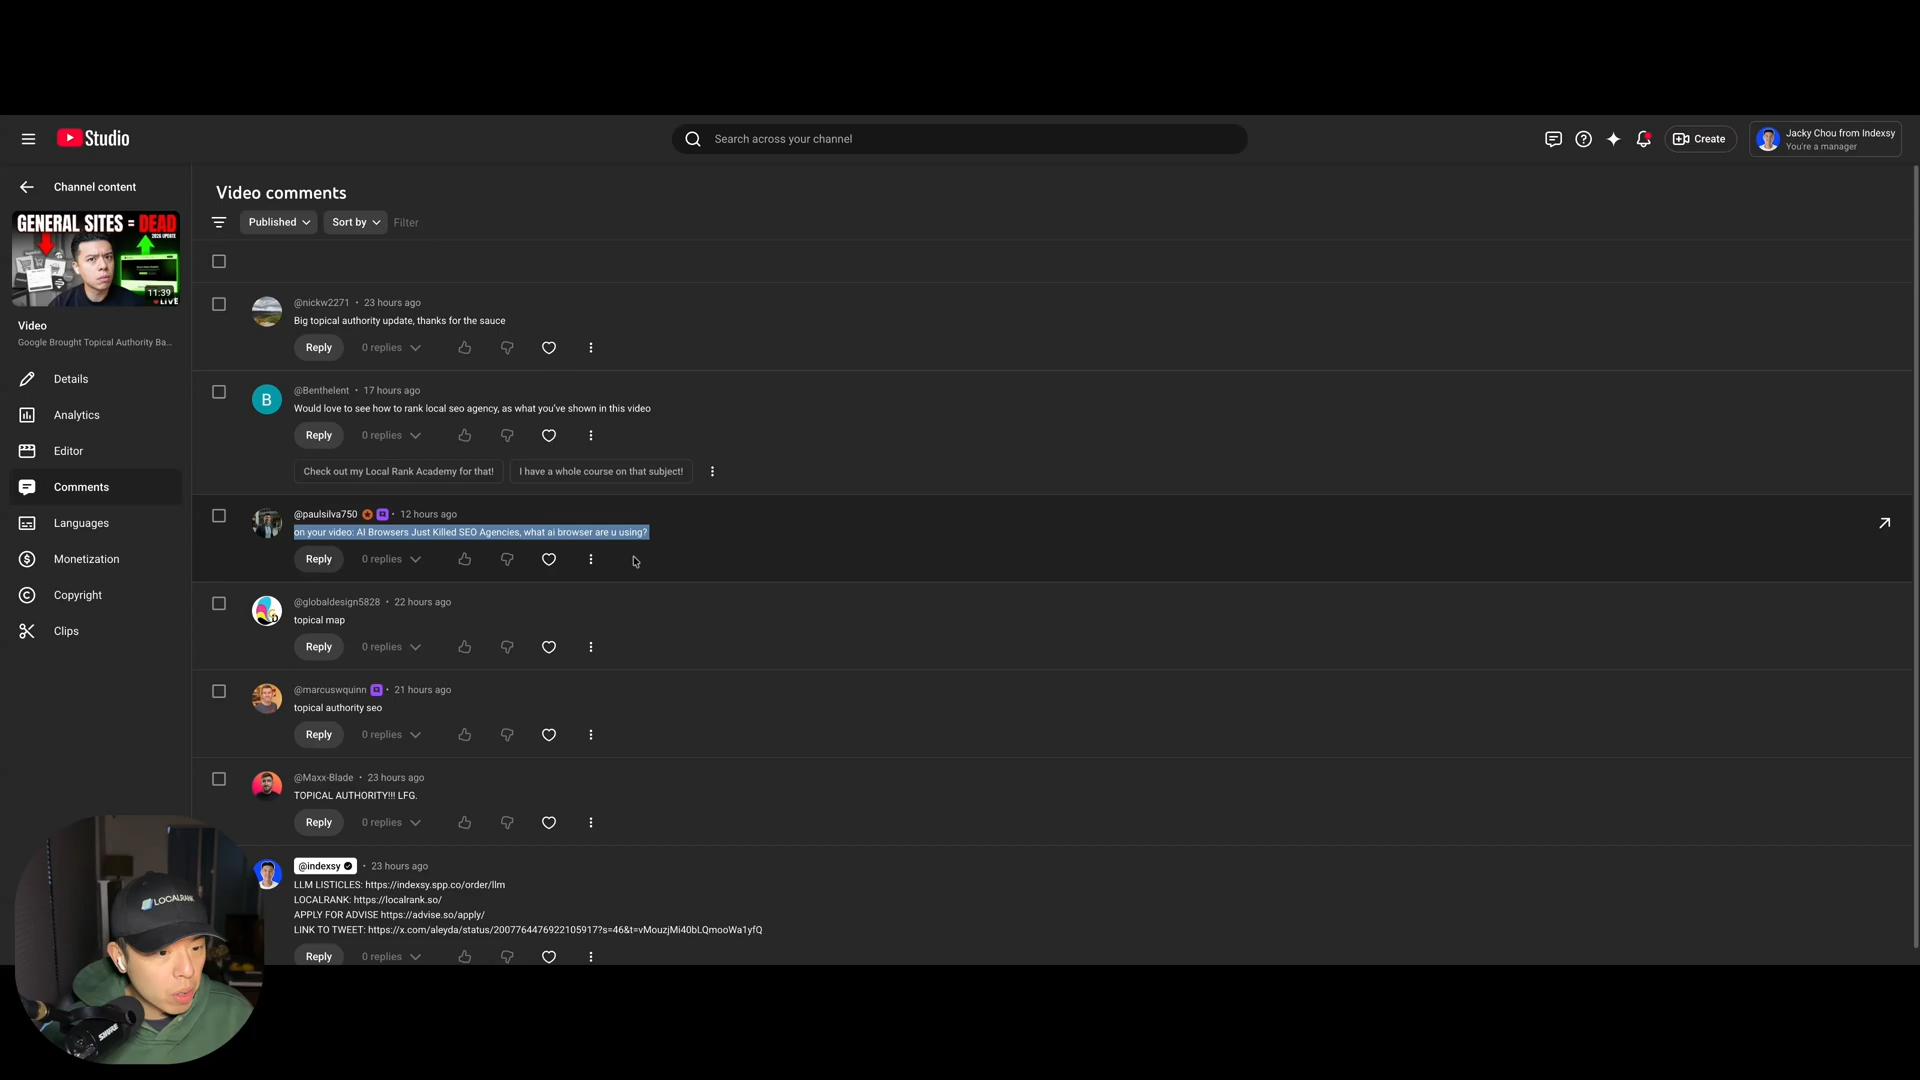 Studio
Search across your channel
Create
Jacky Chou from Indexsy
You're a manager
Channel content
GENERAL SITES = DEAD
2026 UPDATE
11:39
LIVE
Video
Google Brought Topical Authority Ba...
Details
Analytics
Editor
Comments
Languages
Monetization
Copyright
Clips
Video comments
Published
Sort by
Filter
@nickw2271 • 23 hours ago
Big topical authority update, thanks for the sauce
Reply
0 replies
B
@Benthelent • 17 hours ago
Would love to see how to rank local seo agency, as what you've shown in this video
Reply
0 replies
Check out my Local Rank Academy for that!
I have a whole course on that subject!
@paulsilva750 • 12 hours ago
on your video: AI Browsers Just Killed SEO Agencies, what ai browser are u using?
Reply
0 replies
@globaldesign5828 • 22 hours ago
topical map
Reply
0 replies
@marcuswquinn • 21 hours ago
topical authority seo
Reply
0 replies
@Maxx-Blade • 23 hours ago
TOPICAL AUTHORITY!!! LFG.
Reply
0 replies
@indexsy • 23 hours ago
LLM LISTICLES: https://indexsy.spp.co/order/llm
LOCALRANK: https://localrank.so/
APPLY FOR ADVISE https://advise.so/apply/
LINK TO TWEET: https://x.com/aleyda/status/2007764476922105917?s=46&t=vMouzjMi40bLQmooWa1yfQ
Reply
0 replies
LOCALRANK
SHURE